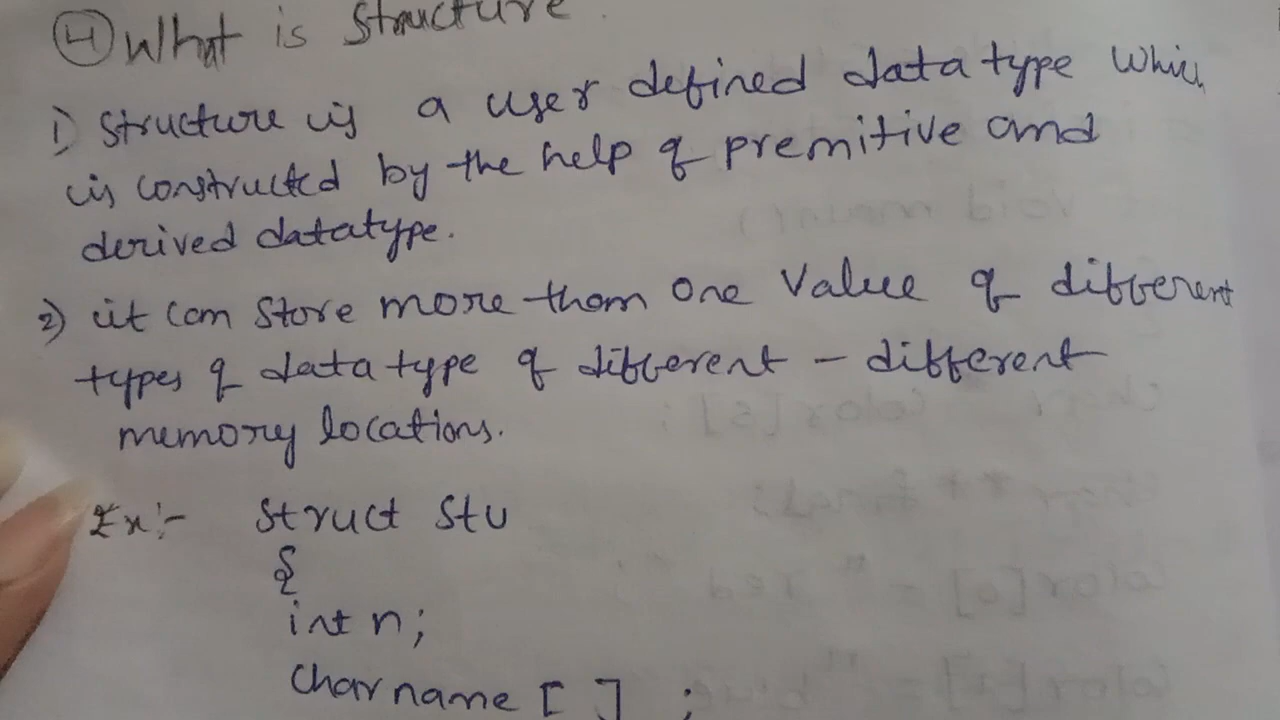 ④ What is Structure.
1) Structure is a user defined data type which
is constructed by the help of premitive and
derived datatype.
2) it can store more than one value of different
types of data type of different - different
memory locations.
Ex:- struct stu
{
int n;
char name [ ] ;